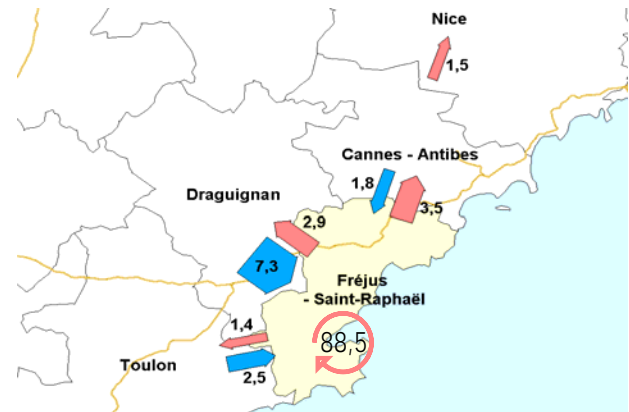 Nice
1,5
Cannes - Antibes
1,8
3,5
Draguignan
2,9
7,3
Fréjus
- Saint-Raphaël
1,4
88,5
Toulon
2,5